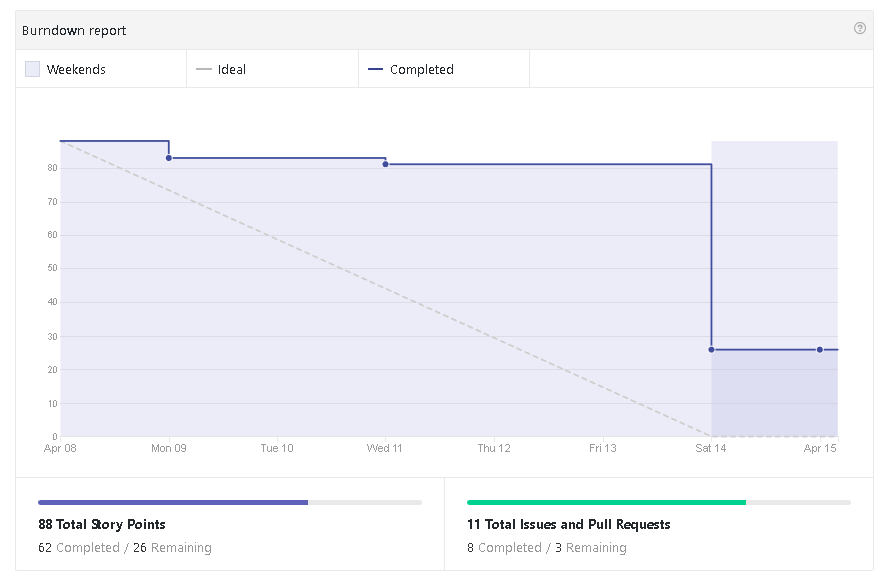 Burndown report
Weekends
Ideal
Completed
80
70
60
50
40
30
20
10
0
Apr 08 Mon 09 Tue 10 Wed 11 Thu 12 Fri 13 Sat 14 Apr 15
88 Total Story Points
62 Completed / 26 Remaining
11 Total Issues and Pull Requests
8 Completed / 3 Remaining